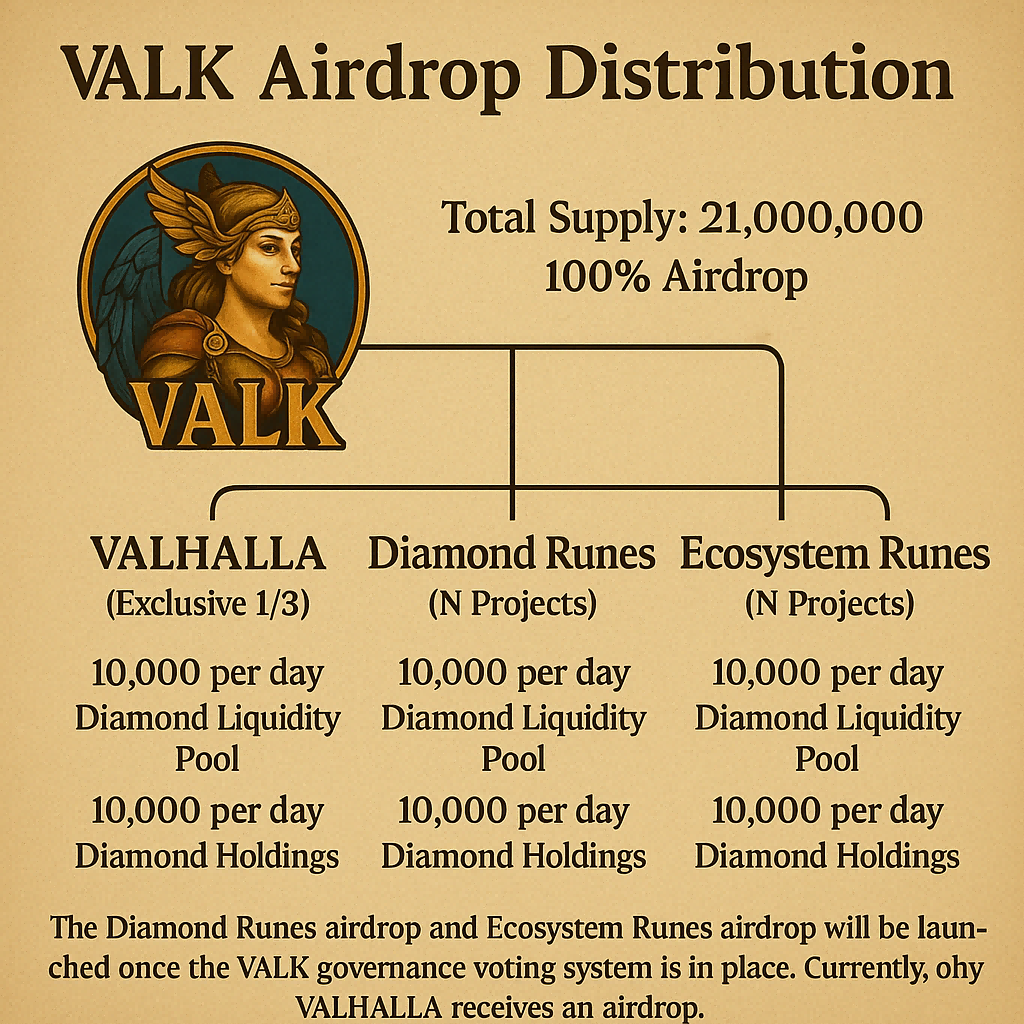 VALK Airdrop Distribution
Total Supply: 21,000,000
100% Airdrop
VALK
VALHALLA
(Exclusive 1/3)
10,000 per day
Diamond Liquidity
Pool
10,000 per day
Diamond Holdings
Diamond Runes
(N Projects)
10,000 per day
Diamond Liquidity
Pool
10,000 per day
Diamond Holdings
Ecosystem Runes
(N Projects)
10,000 per day
Diamond Liquidity
Pool
10,000 per day
Diamond Holdings
The Diamond Runes airdrop and Ecosystem Runes airdrop will be laun-
ched once the VALK governance voting system is in place. Currently, ohy
VALHALLA receives an airdrop.